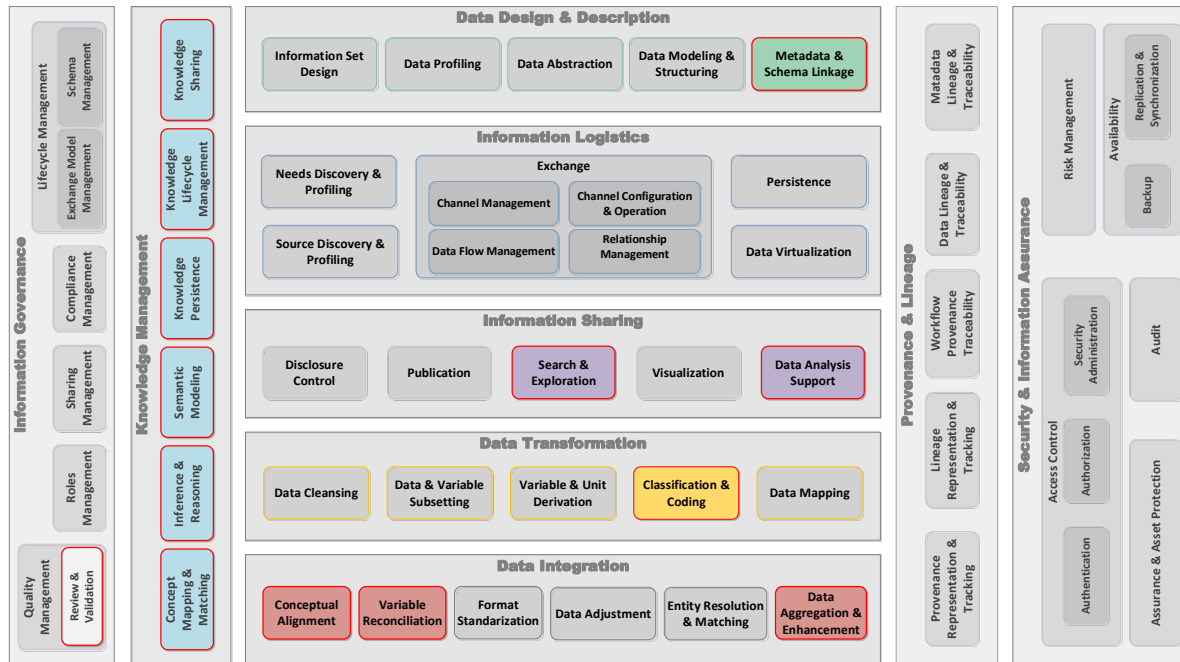 Information Governance
Lifecycle Management
Schema
Management
Exchange Model
Management
Compliance
Management
Sharing
Management
Roles
Management
Quality
Management
Review &
Validation
Knowledge Management
Knowledge
Sharing
Knowledge
Lifecycle
Management
Knowledge
Persistence
Semantic
Modeling
Inference &
Reasoning
Concept
Mapping &
Matching
Data Design & Description
Information Set
Design
Data Profiling
Data Abstraction
Data Modeling &
Structuring
Metadata &
Schema Linkage
Information Logistics
Needs Discovery &
Profiling
Source Discovery &
Profiling
Exchange
Channel Management
Channel Configuration
& Operation
Data Flow Management
Relationship
Management
Persistence
Data Virtualization
Information Sharing
Disclosure
Control
Publication
Search &
Exploration
Visualization
Data Analysis
Support
Data Transformation
Data Cleansing
Data & Variable
Subsetting
Variable & Unit
Derivation
Classification &
Coding
Data Mapping
Data Integration
Conceptual
Alignment
Variable
Reconciliation
Format
Standarization
Data Adjustment
Entity Resolution
& Matching
Data
Aggregation &
Enhancement
Provenance & Lineage
Matadata
Lineage &
Traceability
Data Lineage &
Traceability
Workflow
Provenance
Traceability
Lineage
Representation &
Tracking
Provenance
Representation &
Tracking
Security & Information Assurance
Risk Management
Availability
Replication &
Synchronization
Backup
Access Control
Security
Administration
Authorization
Authentication
Audit
Assurance & Asset Protection